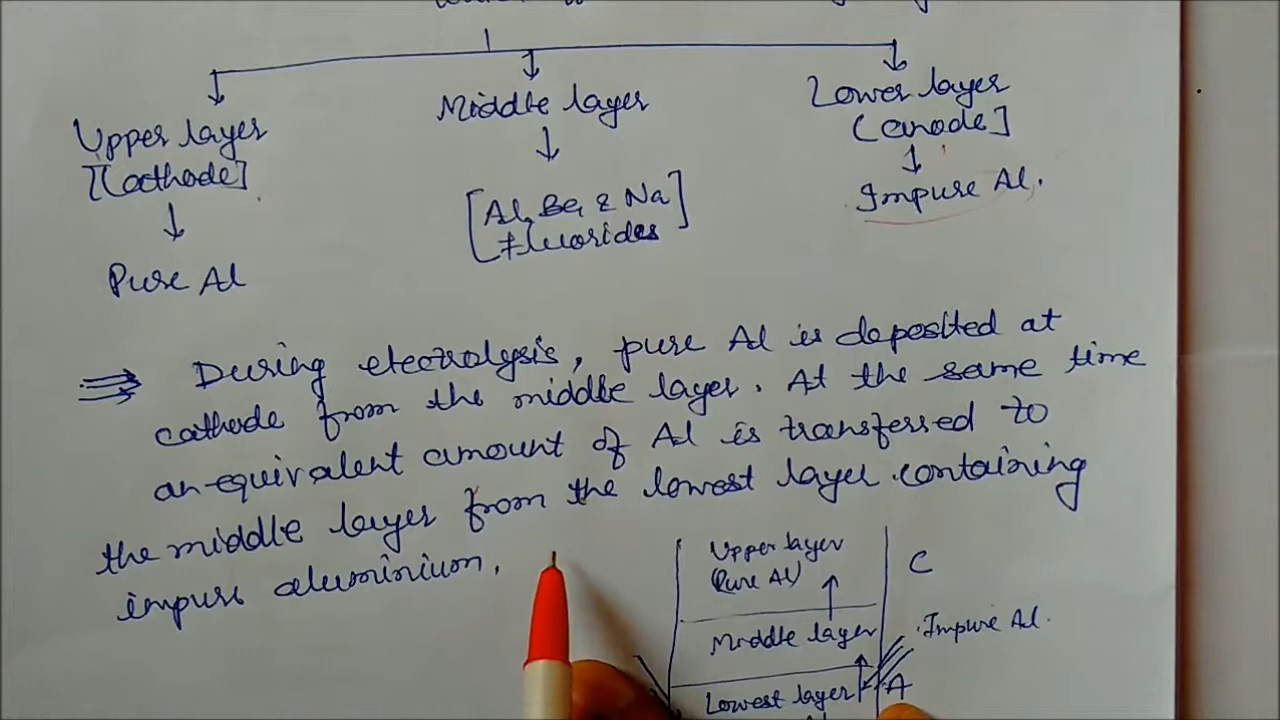 Upper layer
[Cathode]
Pure Al
Middle layer
[Al, Ba, & Na
Fluorides]
Lower layer
[anode]
Impure Al.
During electrolysis, pure Al is deposited at
cathode from the middle layer. At the same time
an equivalent amount of Al is transferred to
the middle layer from the lowest layer containing
impure aluminium.
Upper layer
(Pure Al)
C
Middle layer
Impure Al.
Lowest layer
A